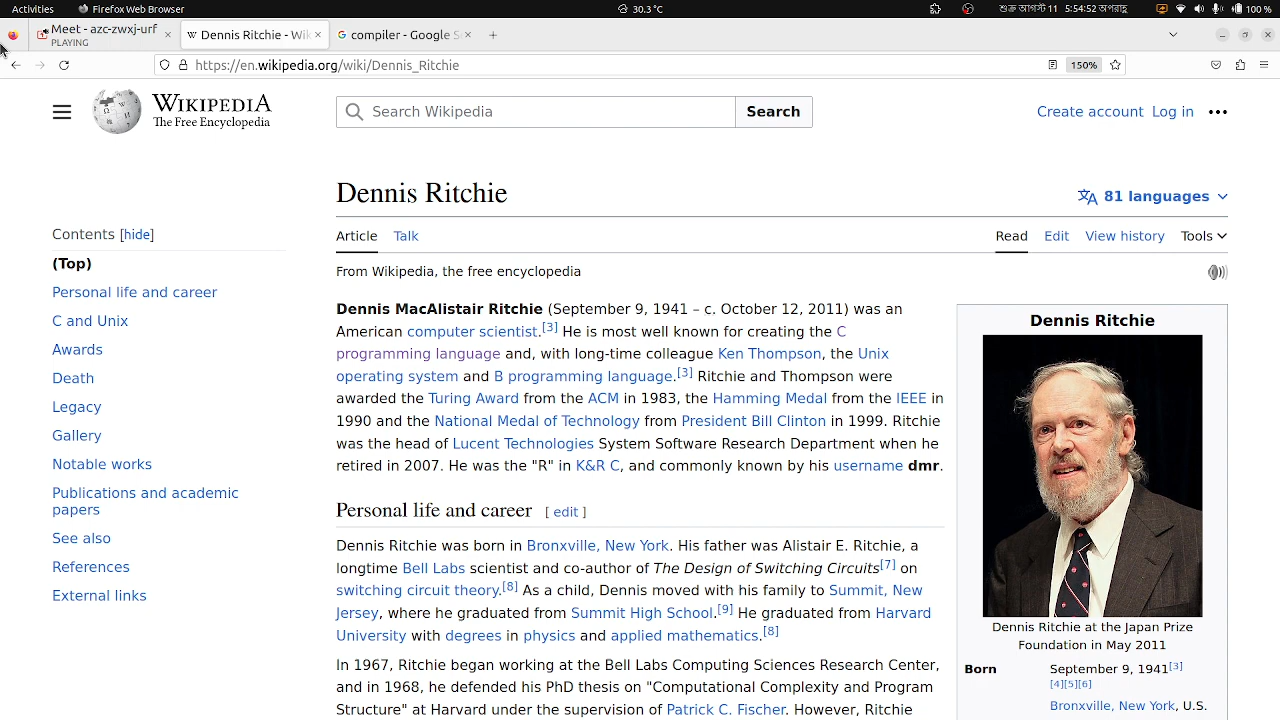 Activities Firefox Web Browser 30.3 °C শুক্র আগস্ট 11 5:54:52 অপরাহ্ণ 100 %
Meet - azc-zwxj-urf
PLAYING
Dennis Ritchie - Wik
compiler - Google Se
https://en.wikipedia.org/wiki/Dennis_Ritchie 150%
WIKIPEDIA
The Free Encyclopedia
Search Wikipedia Search
Create account Log in
Dennis Ritchie
81 languages
Contents [hide]
(Top)
Personal life and career
C and Unix
Awards
Death
Legacy
Gallery
Notable works
Publications and academic
papers
See also
References
External links
Article Talk
Read Edit View history Tools
From Wikipedia, the free encyclopedia
Dennis MacAlistair Ritchie (September 9, 1941 – c. October 12, 2011) was an
American computer scientist.[3] He is most well known for creating the C
programming language and, with long-time colleague Ken Thompson, the Unix
operating system and B programming language.[3] Ritchie and Thompson were
awarded the Turing Award from the ACM in 1983, the Hamming Medal from the IEEE in
1990 and the National Medal of Technology from President Bill Clinton in 1999. Ritchie
was the head of Lucent Technologies System Software Research Department when he
retired in 2007. He was the "R" in K&R C, and commonly known by his username dmr.
Personal life and career [ edit ]
Dennis Ritchie was born in Bronxville, New York. His father was Alistair E. Ritchie, a
longtime Bell Labs scientist and co-author of The Design of Switching Circuits[7] on
switching circuit theory.[8] As a child, Dennis moved with his family to Summit, New
Jersey, where he graduated from Summit High School.[9] He graduated from Harvard
University with degrees in physics and applied mathematics.[8]
In 1967, Ritchie began working at the Bell Labs Computing Sciences Research Center,
and in 1968, he defended his PhD thesis on "Computational Complexity and Program
Structure" at Harvard under the supervision of Patrick C. Fischer. However, Ritchie
Dennis Ritchie
Dennis Ritchie at the Japan Prize
Foundation in May 2011
Born September 9, 1941[3]
[4][5][6]
Bronxville, New York, U.S.